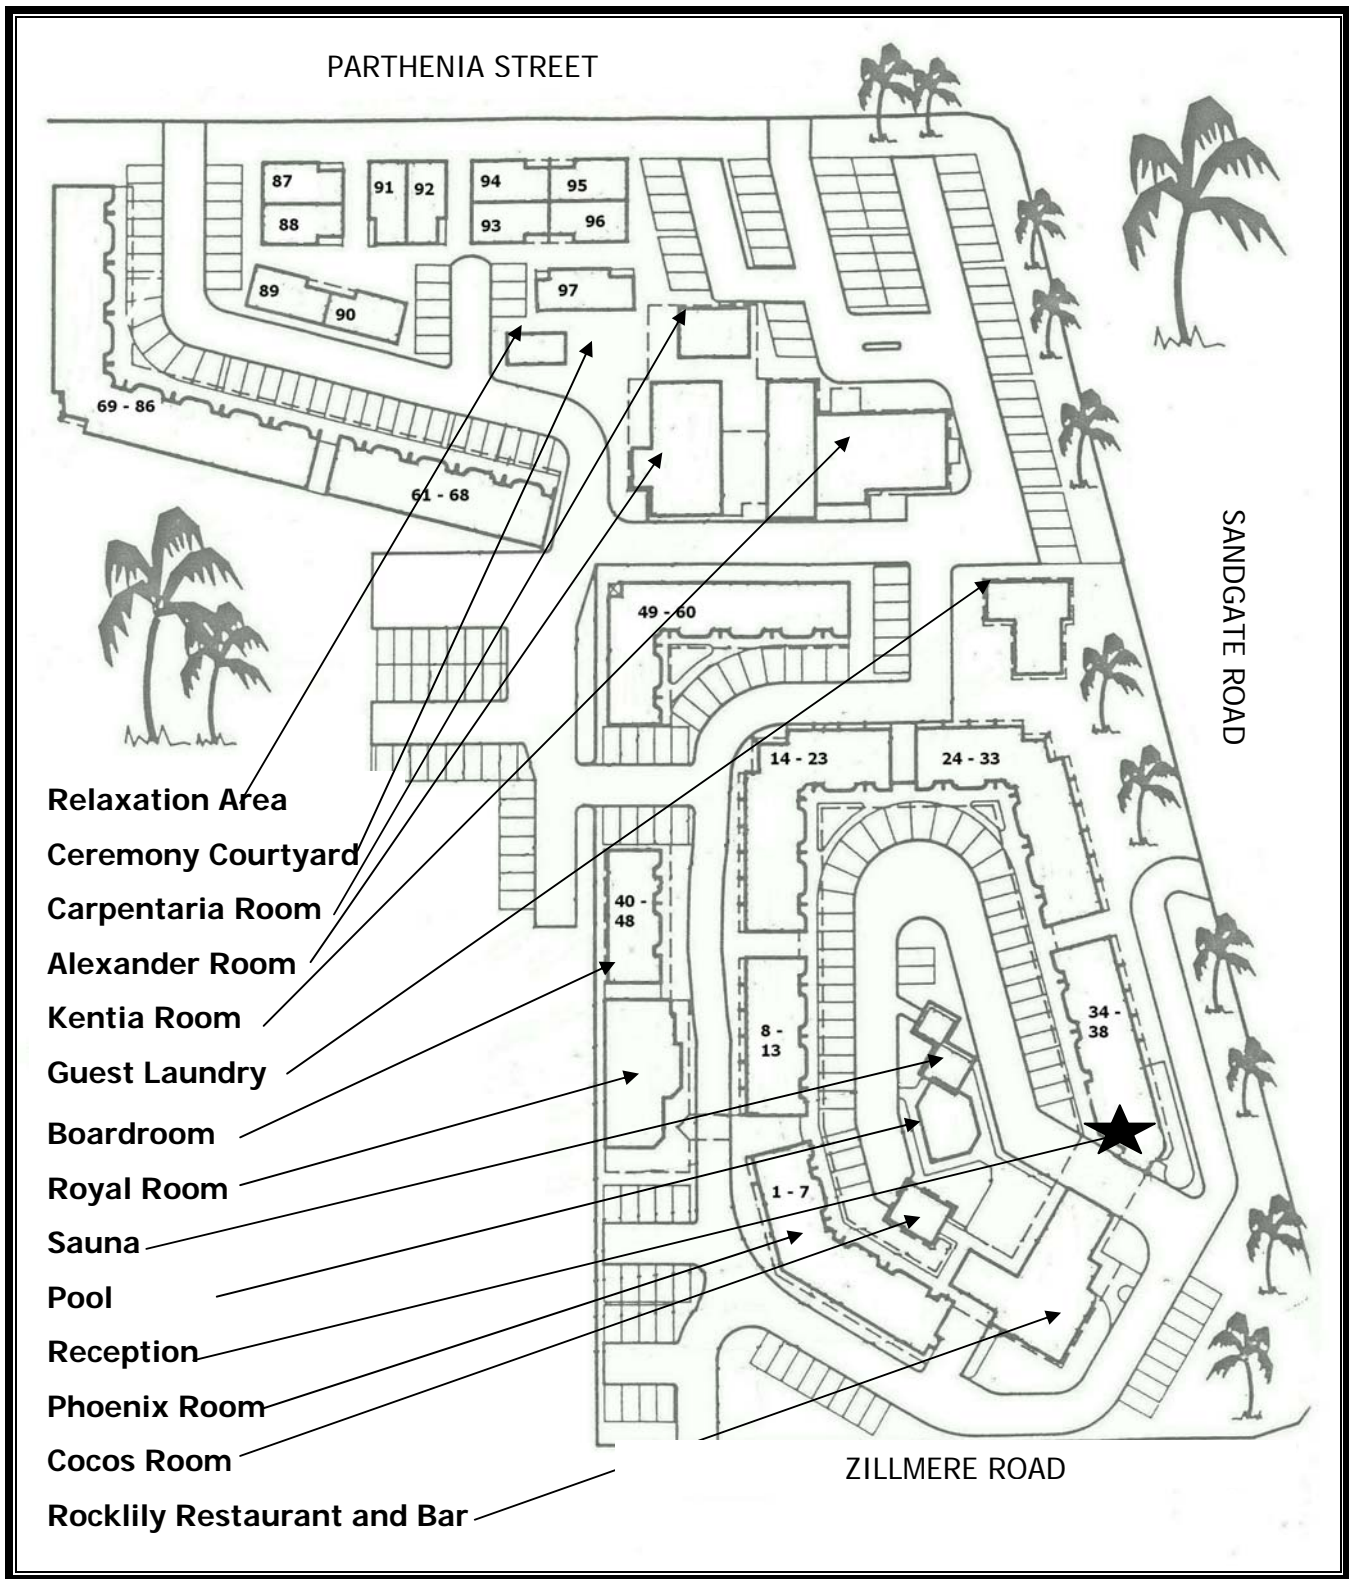 PARTHENIA STREET
87
88
91
92
94
95
93
96
89
90
97
69 - 86
61 - 68
49 - 60
SANDGATE ROAD
14 - 23
24 - 33
40 -
48
8 -
13
34 -
38
1 - 7
Relaxation Area
Ceremony Courtyard
Carpentaria Room
Alexander Room
Kentia Room
Guest Laundry
Boardroom
Royal Room
Sauna
Pool
Reception
Phoenix Room
Cocos Room
Rocklily Restaurant and Bar
ZILLMERE ROAD